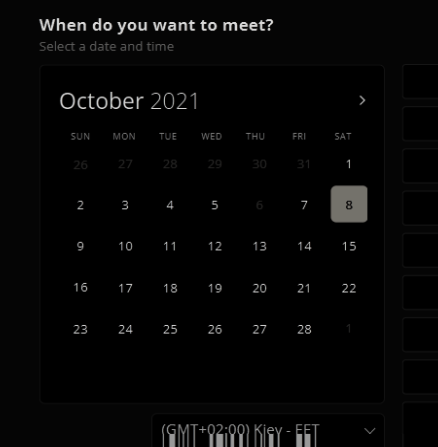 When do you want to meet?
Select a date and time
October 2021
SUN MON TUE WED THU FRI SAT
26 27 28 29 30 31 1
2 3 4 5 6 7 8
9 10 11 12 13 14 15
16 17 18 19 20 21 22
23 24 25 26 27 28 1
(GMT+02:00) Kiev - EET